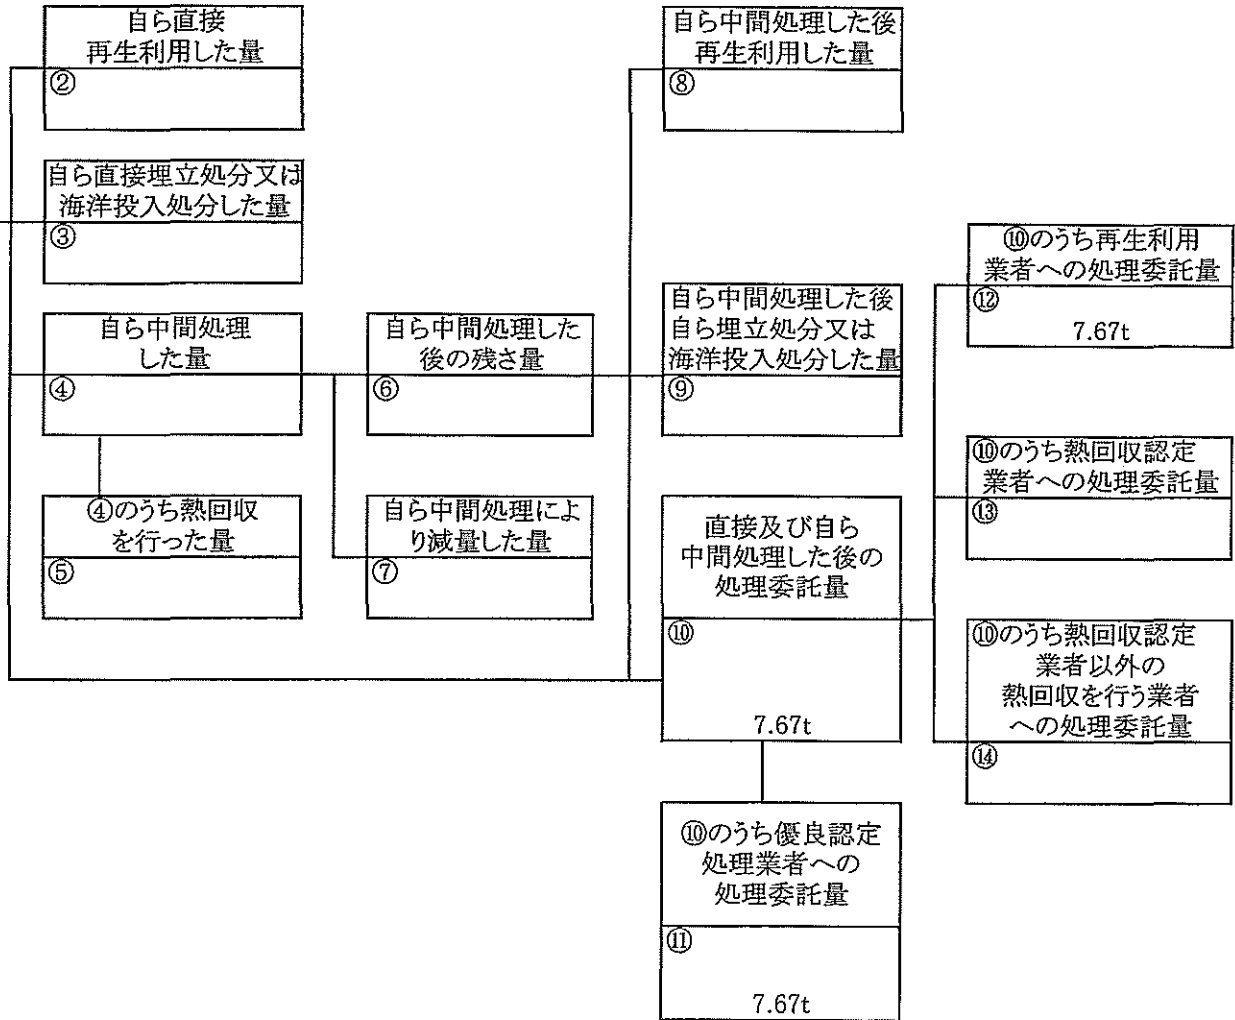 自ら直接
再生利用した量
②
自ら直接埋立処分又は
海洋投入処分した量
③
自ら中間処理
した量
④
④のうち熱回収
を行った量
⑤
自ら中間処理した
後の残さ量
⑥
自ら中間処理によ
り減量した量
⑦
自ら中間処理した後
再生利用した量
⑧
自ら中間処理した後
自ら埋立処分又は
海洋投入処分した量
⑨
直接及び自ら
中間処理した後の
処理委託量
⑩
7.67t
⑩のうち優良認定
処理業者への
処理委託量
⑪
7.67t
⑩のうち再生利用
業者への処理委託量
⑫
7.67t
⑩のうち熱回収認定
業者への処理委託量
⑬
⑩のうち熱回収認定
業者以外の
熱回収を行う業者
への処理委託量
⑭